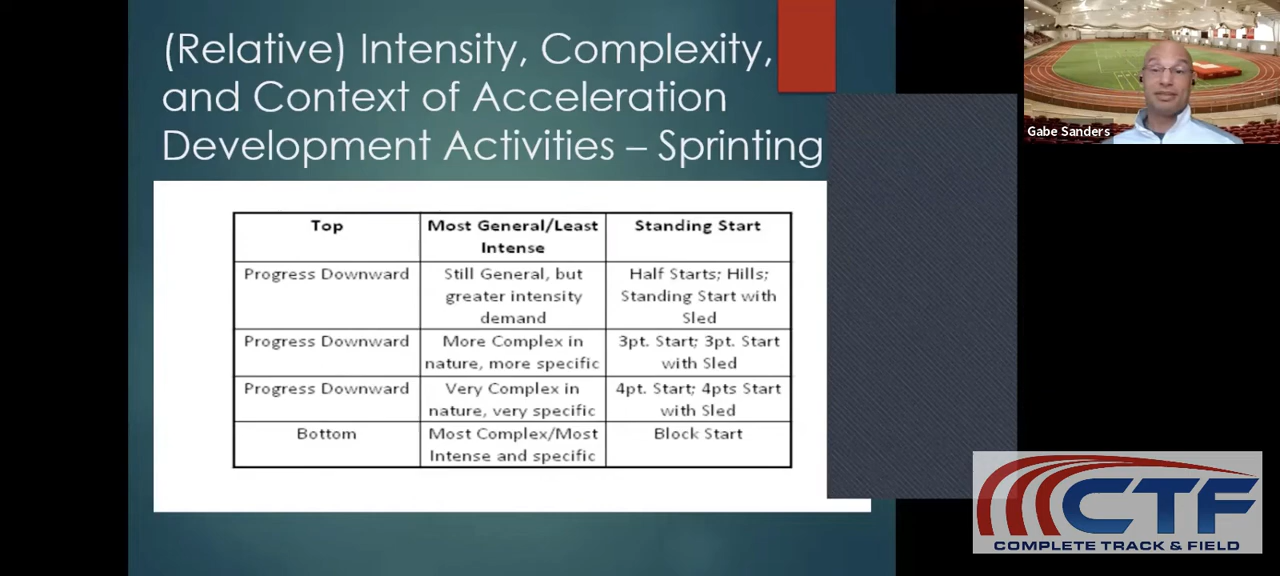 (Relative) Intensity, Complexity,
and Context of Acceleration
Development Activities – Sprinting
Top
Most General/Least
Intense
Standing Start
Progress Downward
Still General, but
greater intensity
demand
Half Starts; Hills;
Standing Start with
Sled
Progress Downward
More Complex in
nature, more specific
3pt. Start; 3pt. Start
with Sled
Progress Downward
Very Complex in
nature, very specific
4pt. Start; 4pts Start
with Sled
Bottom
Most Complex/Most
Intense and specific
Block Start
Gabe Sanders
CTF
COMPLETE TRACK & FIELD